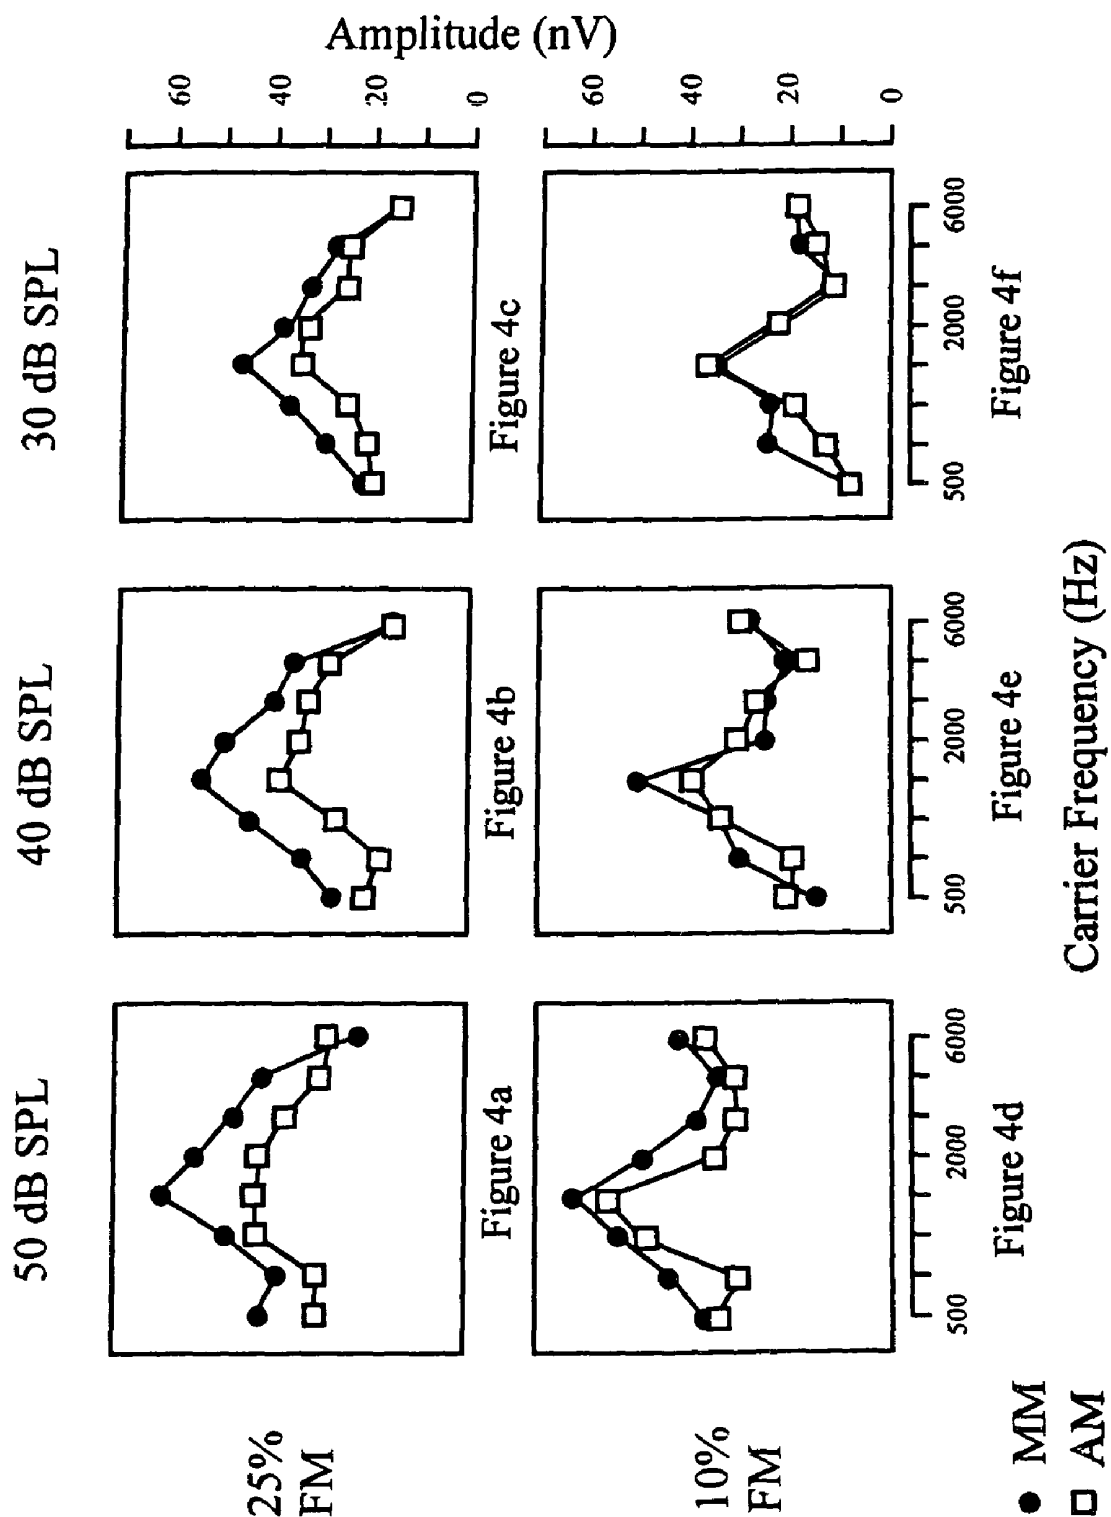 50 dB SPL
40 dB SPL
30 dB SPL
25%
FM
60
40
20
0
Amplitude (nV)
Figure 4a
Figure 4b
Figure 4c
10%
FM
60
40
20
0
500
2000
6000
500
2000
6000
500
2000
6000
Figure 4d
Figure 4e
Figure 4f
Carrier Frequency (Hz)
MM
AM